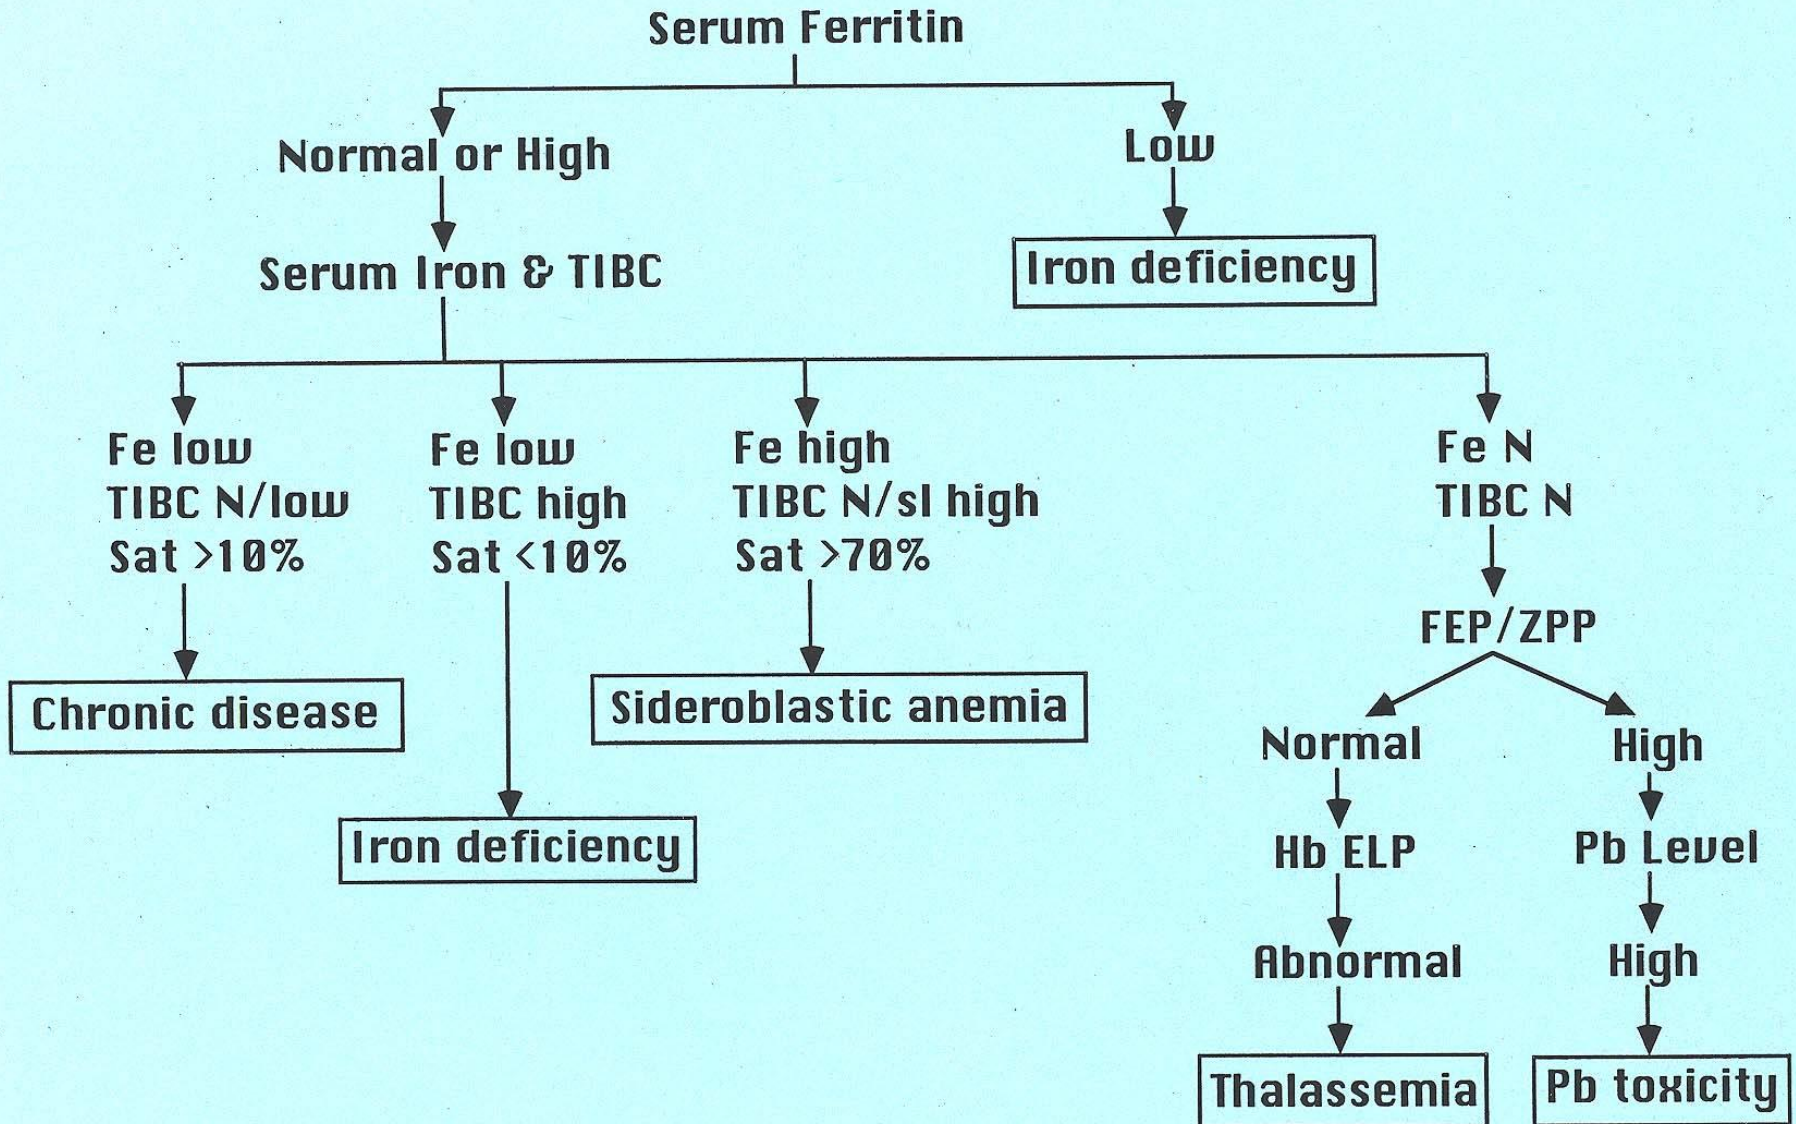 Serum Ferritin
Normal or High
Low
Serum Iron & TIBC
Iron deficiency
Fe low
TIBC N/low
Sat >10%
Fe low
TIBC high
Sat <10%
Fe high
TIBC N/sl high
Sat >70%
Fe N
TIBC N
FEP/ZPP
Chronic disease
Sideroblastic anemia
Normal
High
Iron deficiency
Hb ELP
Pb Level
Abnormal
High
Thalassemia
Pb toxicity